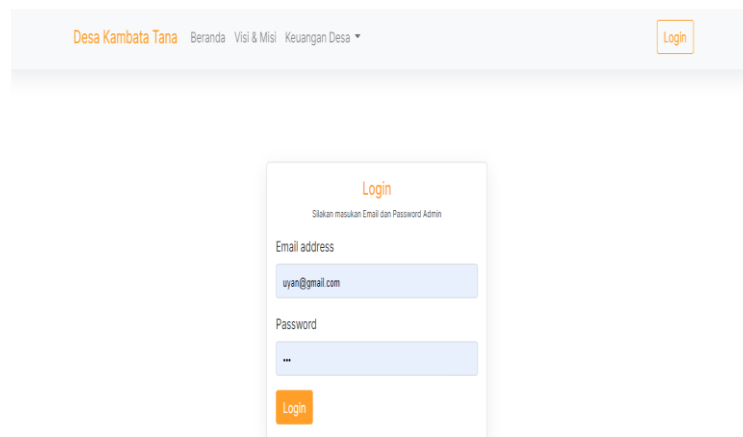 Desa Kambata Tana Beranda Visi & Misi Keuangan Desa Login
Login
Silakan masukan Email dan Password Admin
Email address
uyan@gmail.com
Password
•••
Login